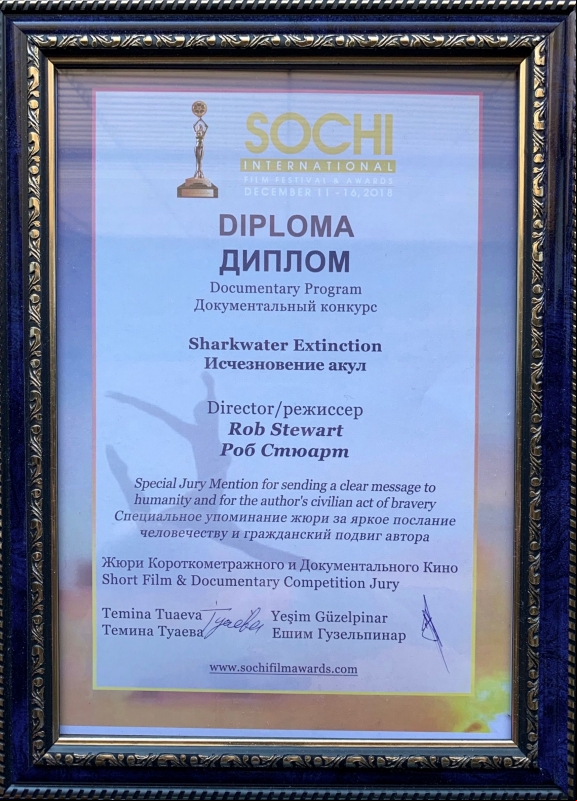 SOCHI
INTERNATIONAL
FILM FESTIVAL & AWARDS
DECEMBER 11 - 16, 2018
DIPLOMA
ДИПЛОМ
Documentary Program
Документальный конкурс
Sharkwater Extinction
Исчезновение акул
Director/режиссер
Rob Stewart
Роб Стюарт
Special Jury Mention for sending a clear message to
humanity and for the author's civilian act of bravery
Специальное упоминание жюри за яркое послание
человечеству и гражданский подвиг автора
Жюри Короткометражного и Документального Кино
Short Film & Documentary Competition Jury
Temina Tuaeva Туаева Yeşim Güzelpinar
Темина Туаева Ешим Гузельпинар
www.sochifilmawards.com